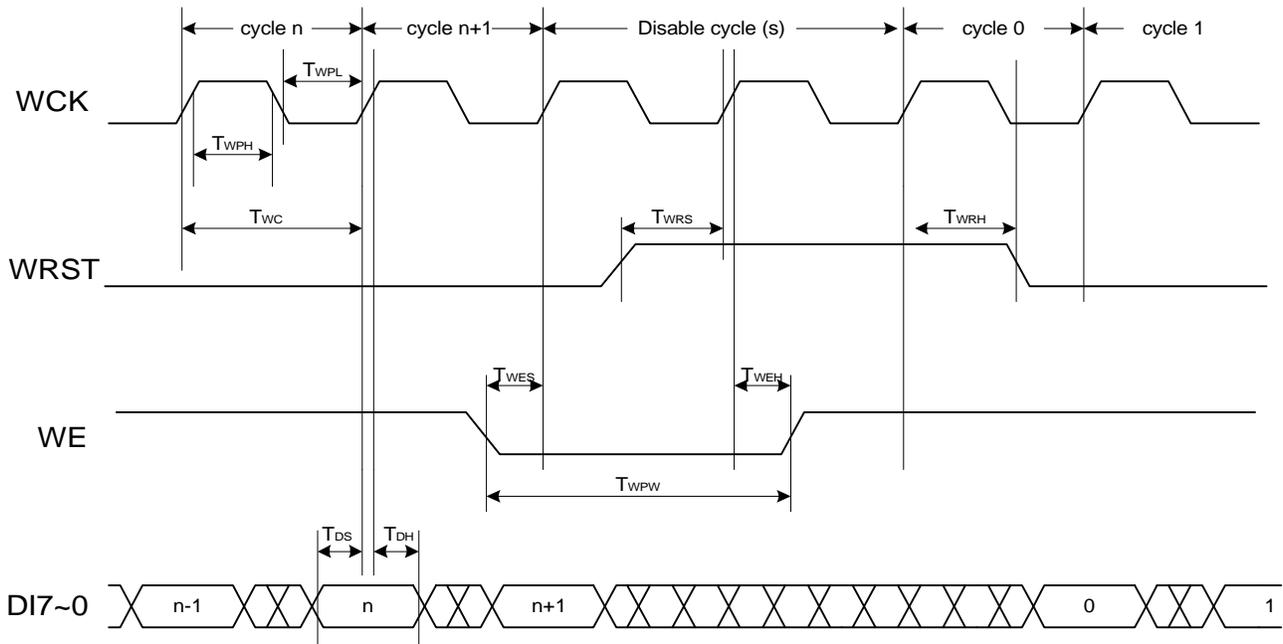 cycle n
cycle n+1
Disable cycle (s)
cycle 0
cycle 1
TWPL
WCK
TWPH
TWC
TWRS
TWRH
WRST
TWES
TWEH
WE
TWPW
TDS
TDH
DI7~0
n-1
n
n+1
0
1